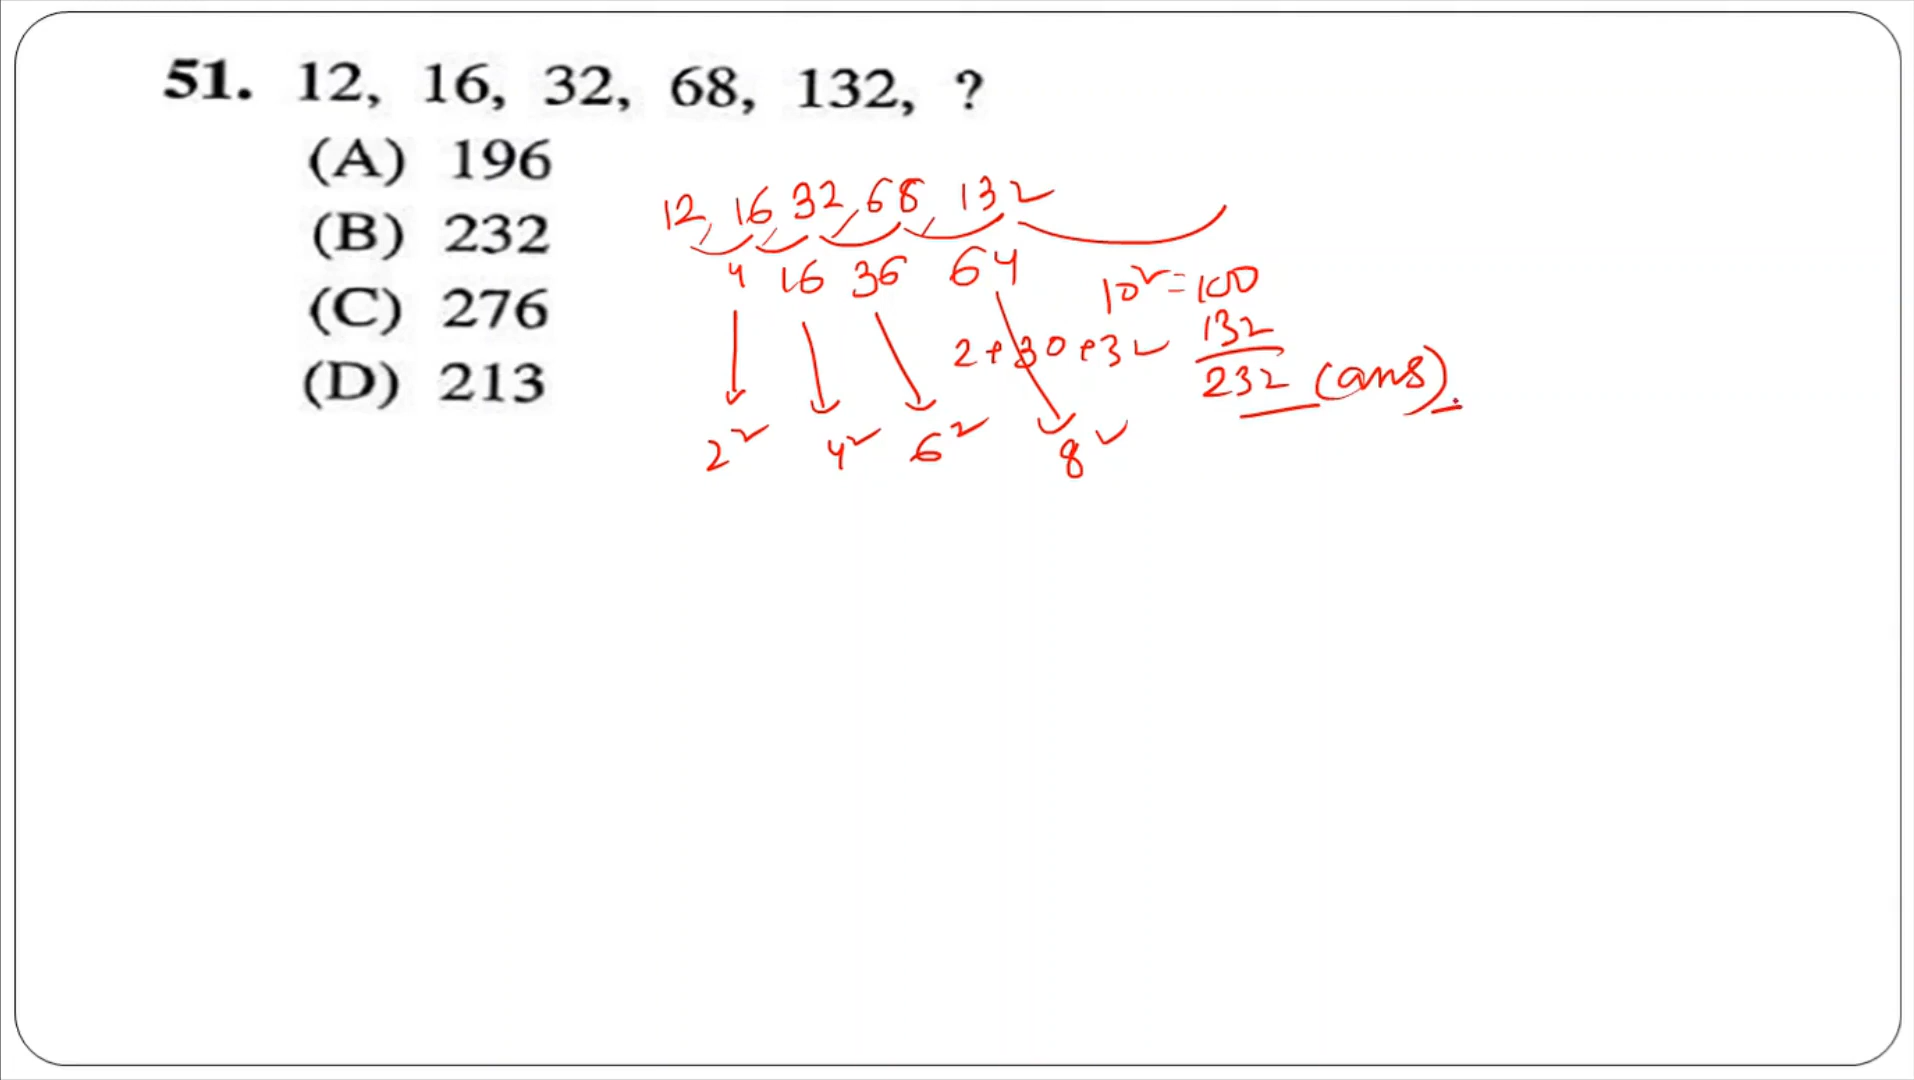 51. 12, 16, 32, 68, 132, ?
(A) 196
(B) 232
(C) 276
(D) 213
12, 16, 32, 68, 132
4 16 36 64
10² = 100
132
2+30+32
232 (ans).
2² 4² 6² 8²